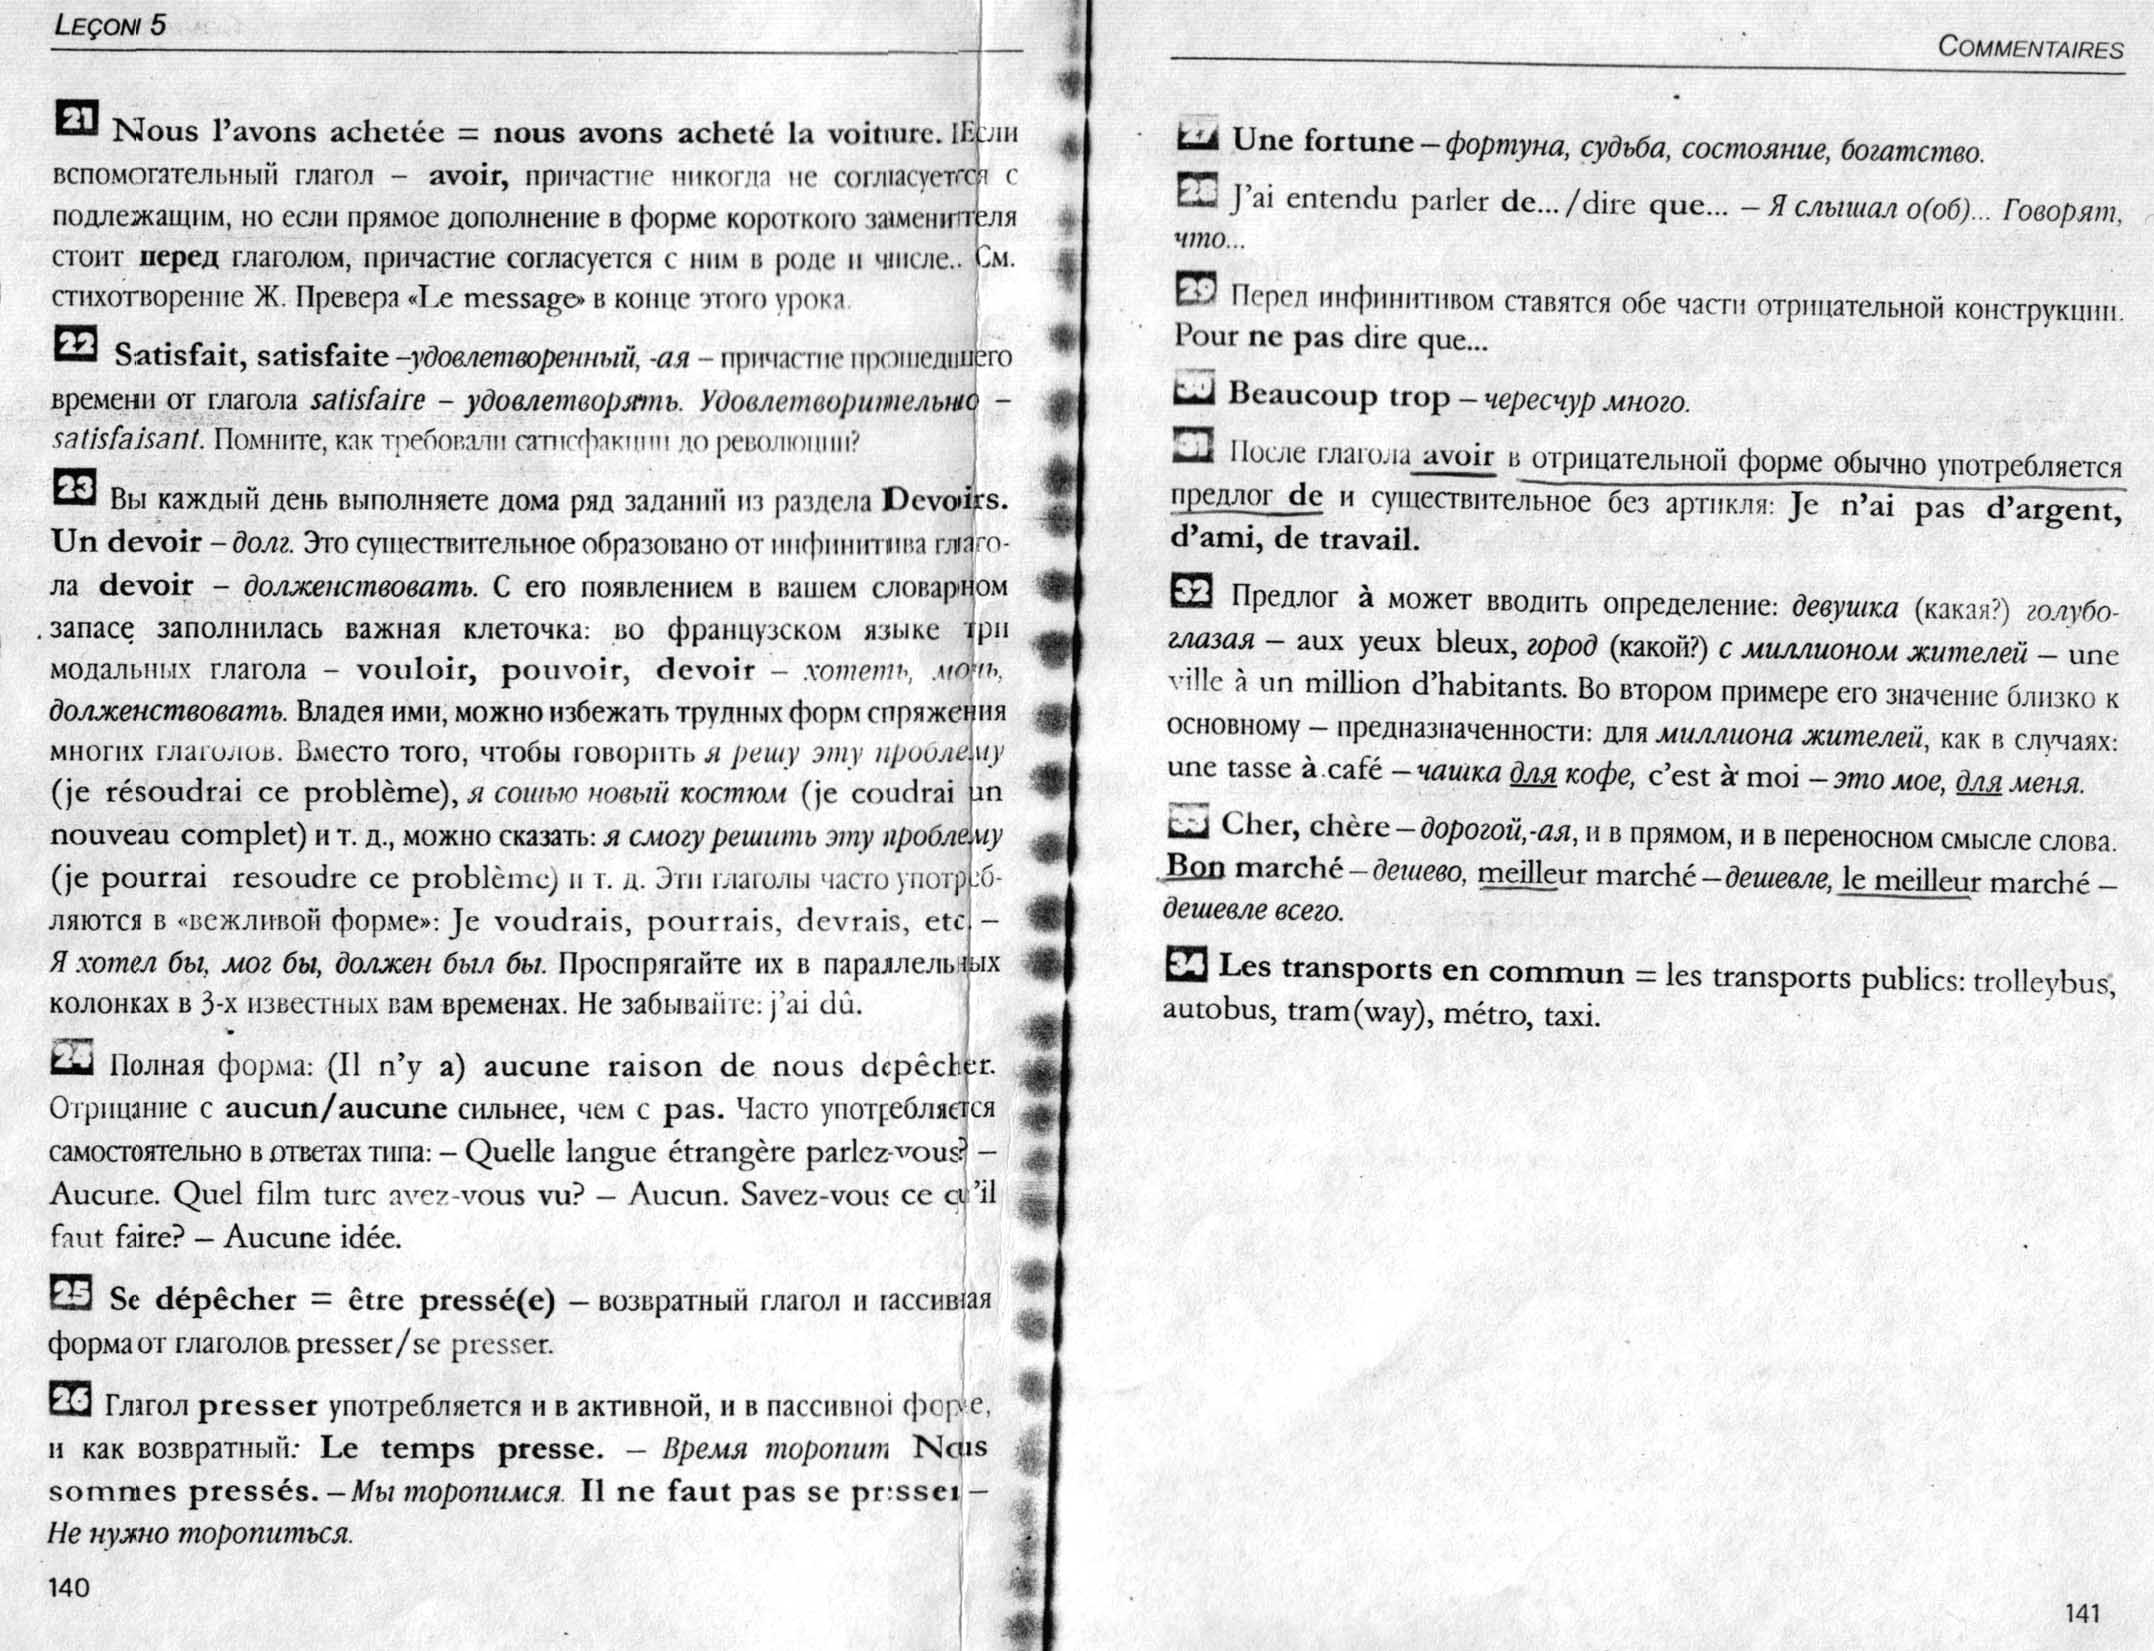 LEÇON 5
21 Nous l'avons achetée = nous avons acheté la voiture. Если
вспомогательный глагол – avoir, причастие никогда не согласуется с
подлежащим, но если прямое дополнение в форме короткого заменителя
стоит перед глаголом, причастие согласуется с ним в роде и числе. См.
стихотворение Ж. Превера «Le message» в конце этого урока.
22 Satisfait, satisfaite – удовлетворенный, -ая – причастие прошедшего
времени от глагола satisfaire – удовлетворять. Удовлетворительно –
satisfaisant. Помните, как требовали сатисфакции до революции?
23 Вы каждый день выполняете дома ряд заданий из раздела Devoirs.
Un devoir – долг. Это существительное образовано от инфинитива глаго-
ла devoir – долженствовать. С его появлением в вашем словарном
запасе заполнилась важная клеточка: во французском языке три
модальных глагола – vouloir, pouvoir, devoir – хотеть, мочь,
долженствовать. Владея ими, можно избежать трудных форм спряжения
многих глаголов. Вместо того, чтобы говорить я решу эту проблему
(je résoudrai ce problème), я сошью новый костюм (je coudrai un
nouveau complet) и т. д., можно сказать: я смогу решить эту проблему
(je pourrai resoudre ce problème) и т. д. Эти глаголы часто употреб-
ляются в «вежливой форме»: Je voudrais, pourrais, devrais, etc. –
Я хотел бы, мог бы, должен был бы. Проспрягайте их в параллельных
колонках в 3-х известных вам временах. Не забывайте: j'ai dû.
24 Полная форма: (Il n'y a) aucune raison de nous dépêcher.
Отрицание с aucun/aucune сильнее, чем с pas. Часто употребляется
самостоятельно в ответах типа: – Quelle langue étrangère parlez-vous? –
Aucune. Quel film turc avez-vous vu? – Aucun. Savez-vous ce qu'il
faut faire? – Aucune idée.
25 Se dépêcher = être pressé(e) – возвратный глагол и пассивная
форма от глаголов presser/se presser.
26 Глагол presser употребляется и в активной, и в пассивной форме,
и как возвратный: Le temps presse. – Время торопит. Nous
sommes pressés. – Мы торопимся. Il ne faut pas se presser –
Не нужно торопиться.
140
COMMENTAIRES
27 Une fortune – фортуна, судьба, состояние, богатство.
28 J'ai entendu parler de... /dire que... – Я слышал о(об)... Говорят,
что...
29 Перед инфинитивом ставятся обе части отрицательной конструкции.
Pour ne pas dire que...
30 Beaucoup trop – чересчур много.
31 После глагола avoir в отрицательной форме обычно употребляется
предлог de и существительное без артикля: Je n'ai pas d'argent,
d'ami, de travail.
32 Предлог à может вводить определение: девушка (какая?) голубо-
глазая – aux yeux bleux, город (какой?) с миллионом жителей – une
ville à un million d'habitants. Во втором примере его значение близко к
основному – предназначенности: для миллиона жителей, как в случаях:
une tasse à café – чашка для кофе, c'est à moi – это мое, для меня.
33 Cher, chère – дорогой,-ая, и в прямом, и в переносном смысле слова.
Bon marché – дешево, meilleur marché – дешевле, le meilleur marché –
дешевле всего.
34 Les transports en commun = les transports publics: trolleybus,
autobus, tram(way), métro, taxi.
141